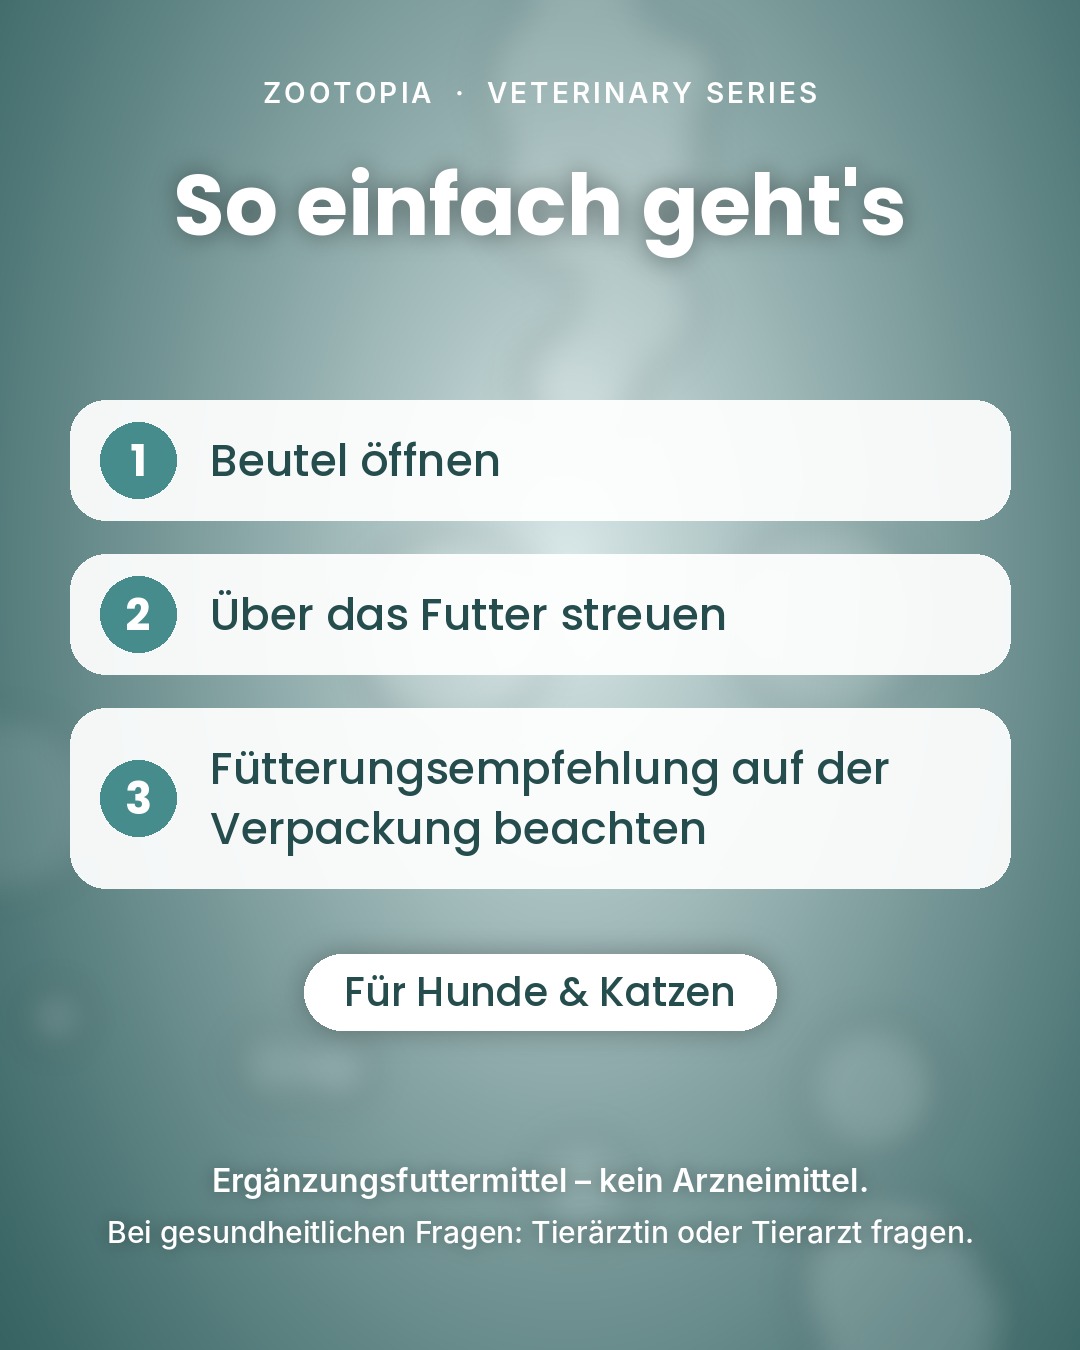 ZOOTOPIA · VETERINARY SERIES
So einfach geht's
1 Beutel öffnen
2 Über das Futter streuen
3 Fütterungsempfehlung auf der
Verpackung beachten
Für Hunde & Katzen
Ergänzungsfuttermittel – kein Arzneimittel.
Bei gesundheitlichen Fragen: Tierärztin oder Tierarzt fragen.